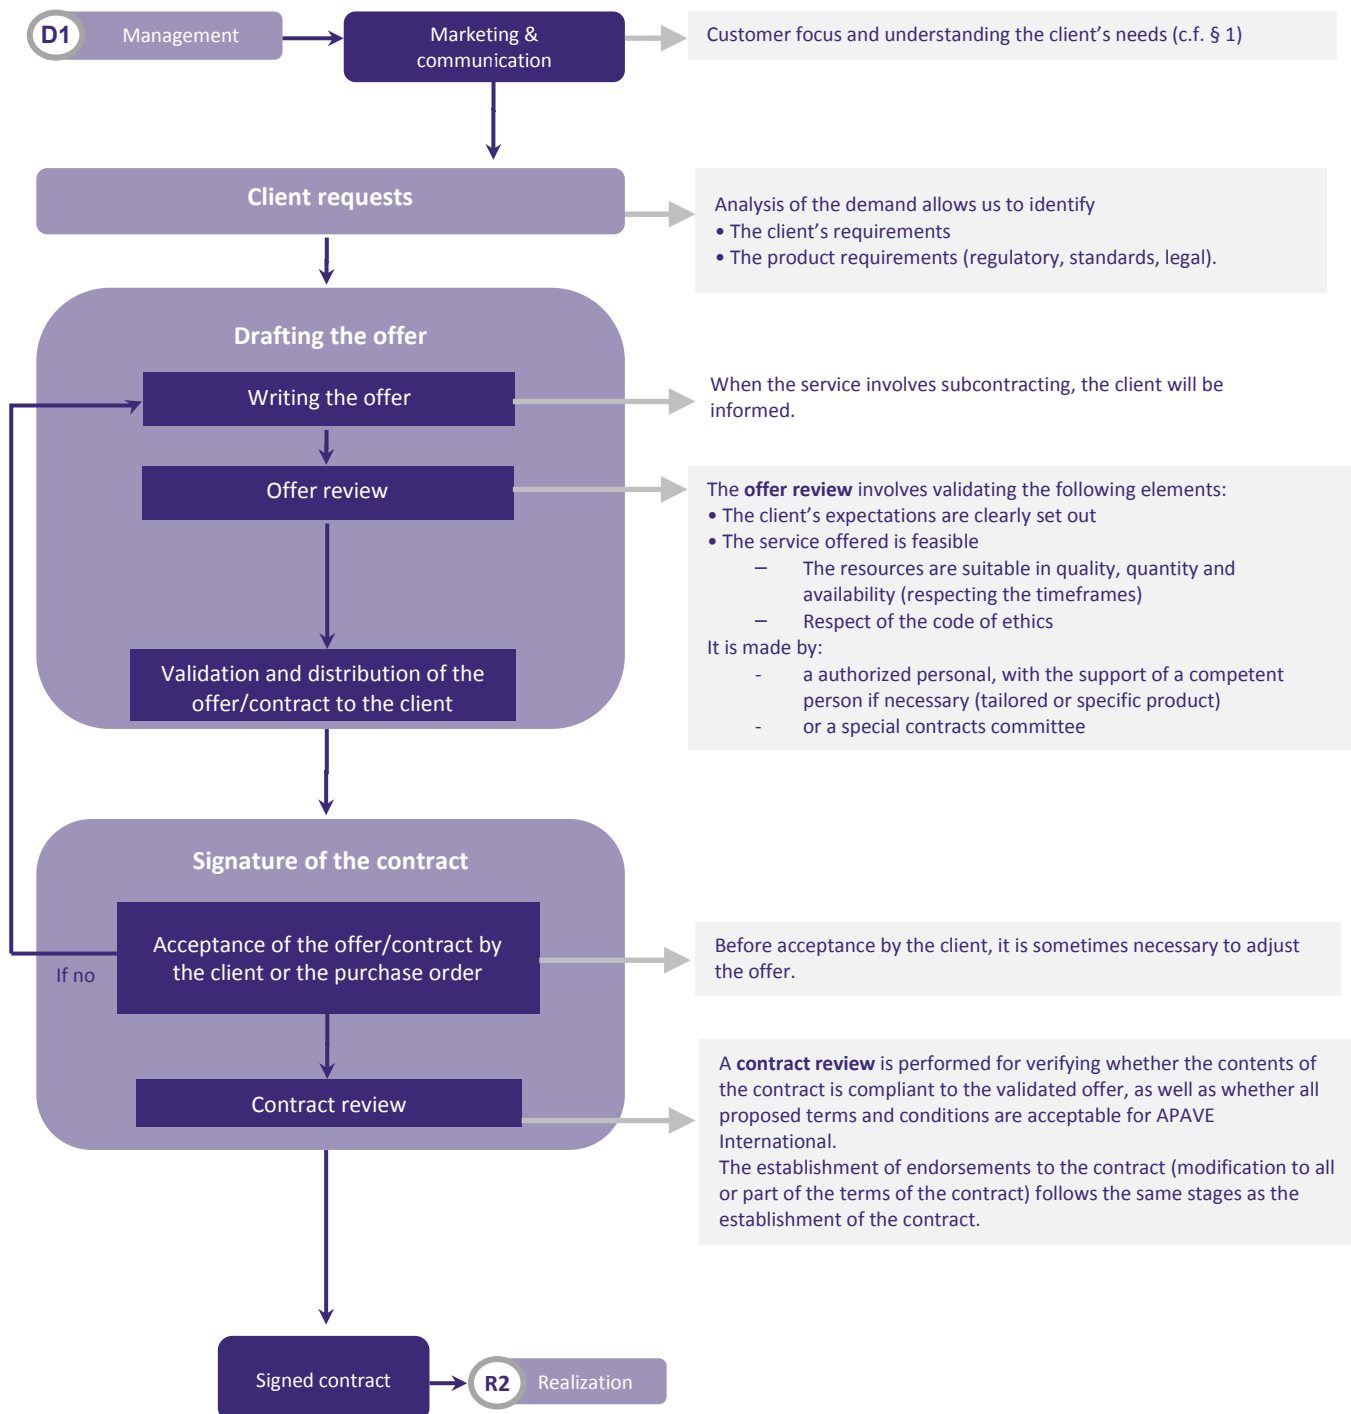 D1
Management
Marketing &
communication
Customer focus and understanding the client's needs (c.f. § 1)
Client requests
Analysis of the demand allows us to identify
• The client's requirements
• The product requirements (regulatory, standards, legal).
Drafting the offer
Writing the offer
When the service involves subcontracting, the client will be
informed.
Offer review
The offer review involves validating the following elements:
• The client's expectations are clearly set out
• The service offered is feasible
– The resources are suitable in quality, quantity and
availability (respecting the timeframes)
– Respect of the code of ethics
It is made by:
- a authorized personal, with the support of a competent
person if necessary (tailored or specific product)
- or a special contracts committee
Validation and distribution of the
offer/contract to the client
Signature of the contract
Acceptance of the offer/contract by
the client or the purchase order
If no
Before acceptance by the client, it is sometimes necessary to adjust
the offer.
Contract review
A contract review is performed for verifying whether the contents of
the contract is compliant to the validated offer, as well as whether all
proposed terms and conditions are acceptable for APAVE
International.
The establishment of endorsements to the contract (modification to all
or part of the terms of the contract) follows the same stages as the
establishment of the contract.
Signed contract
R2
Realization